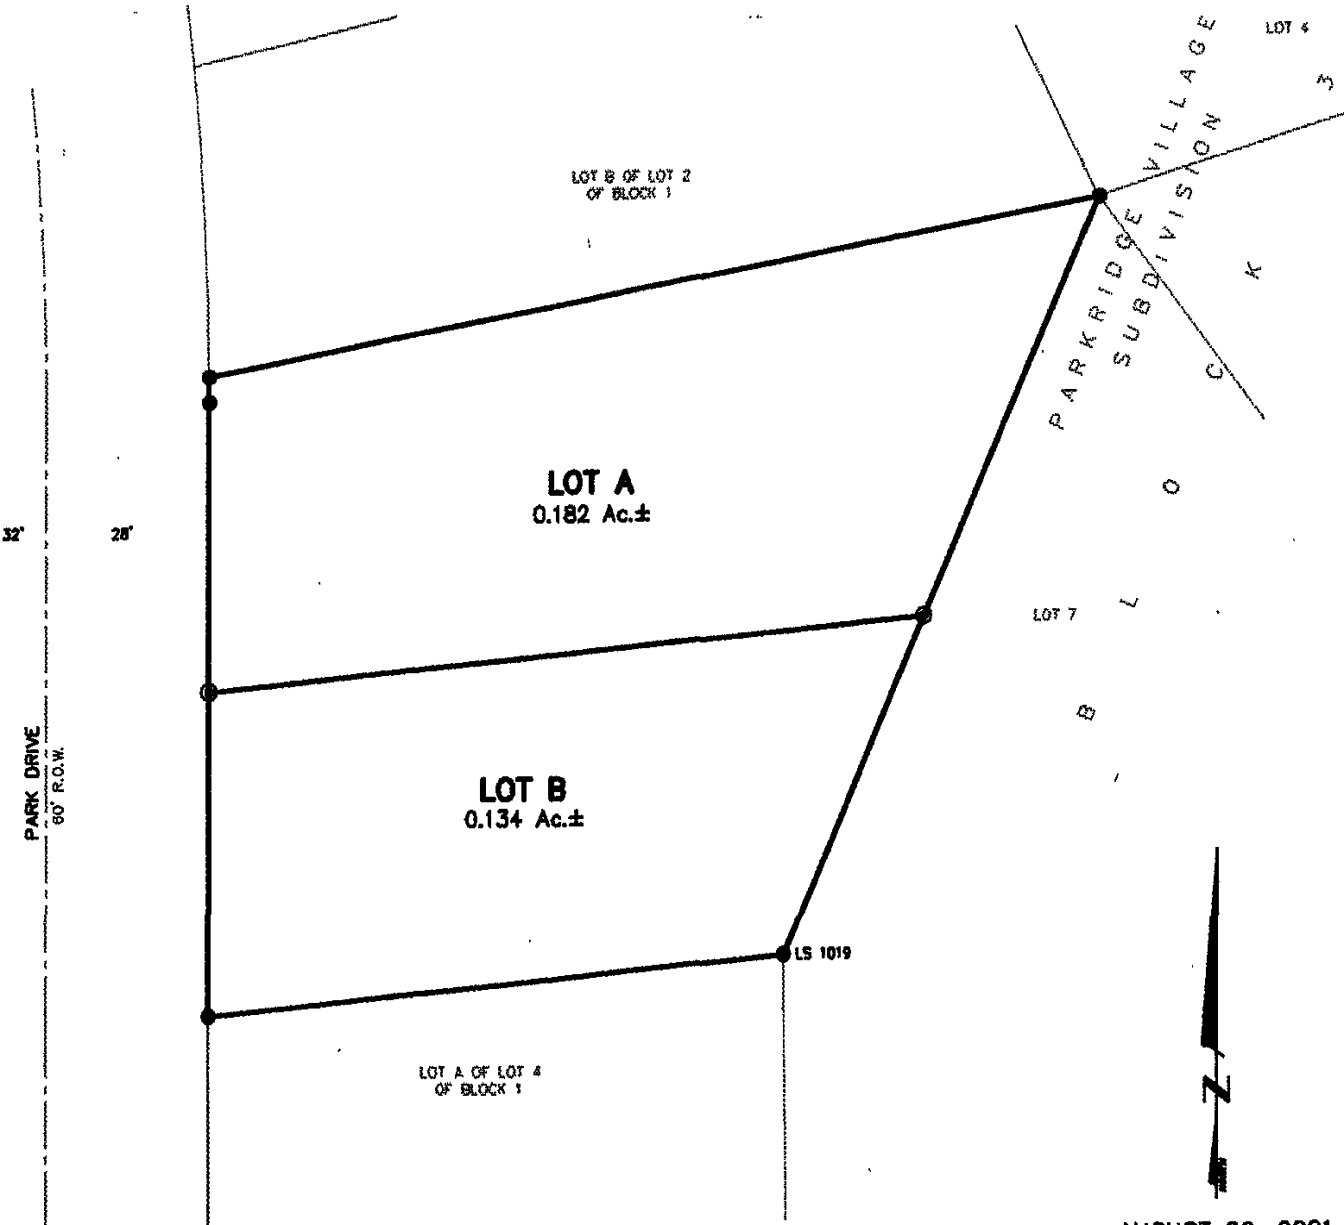 LOT 4
3
PARKRIDGE VILLAGE
SUBDIVISION
LOT B OF LOT 2
OF BLOCK 1
BLOCK
LOT A
0.182 Ac.±
32'
28'
LOT 7
PARK DRIVE
60' R.O.W.
LOT B
0.134 Ac.±
LS 1019
LOT A OF LOT 4
OF BLOCK 1
N